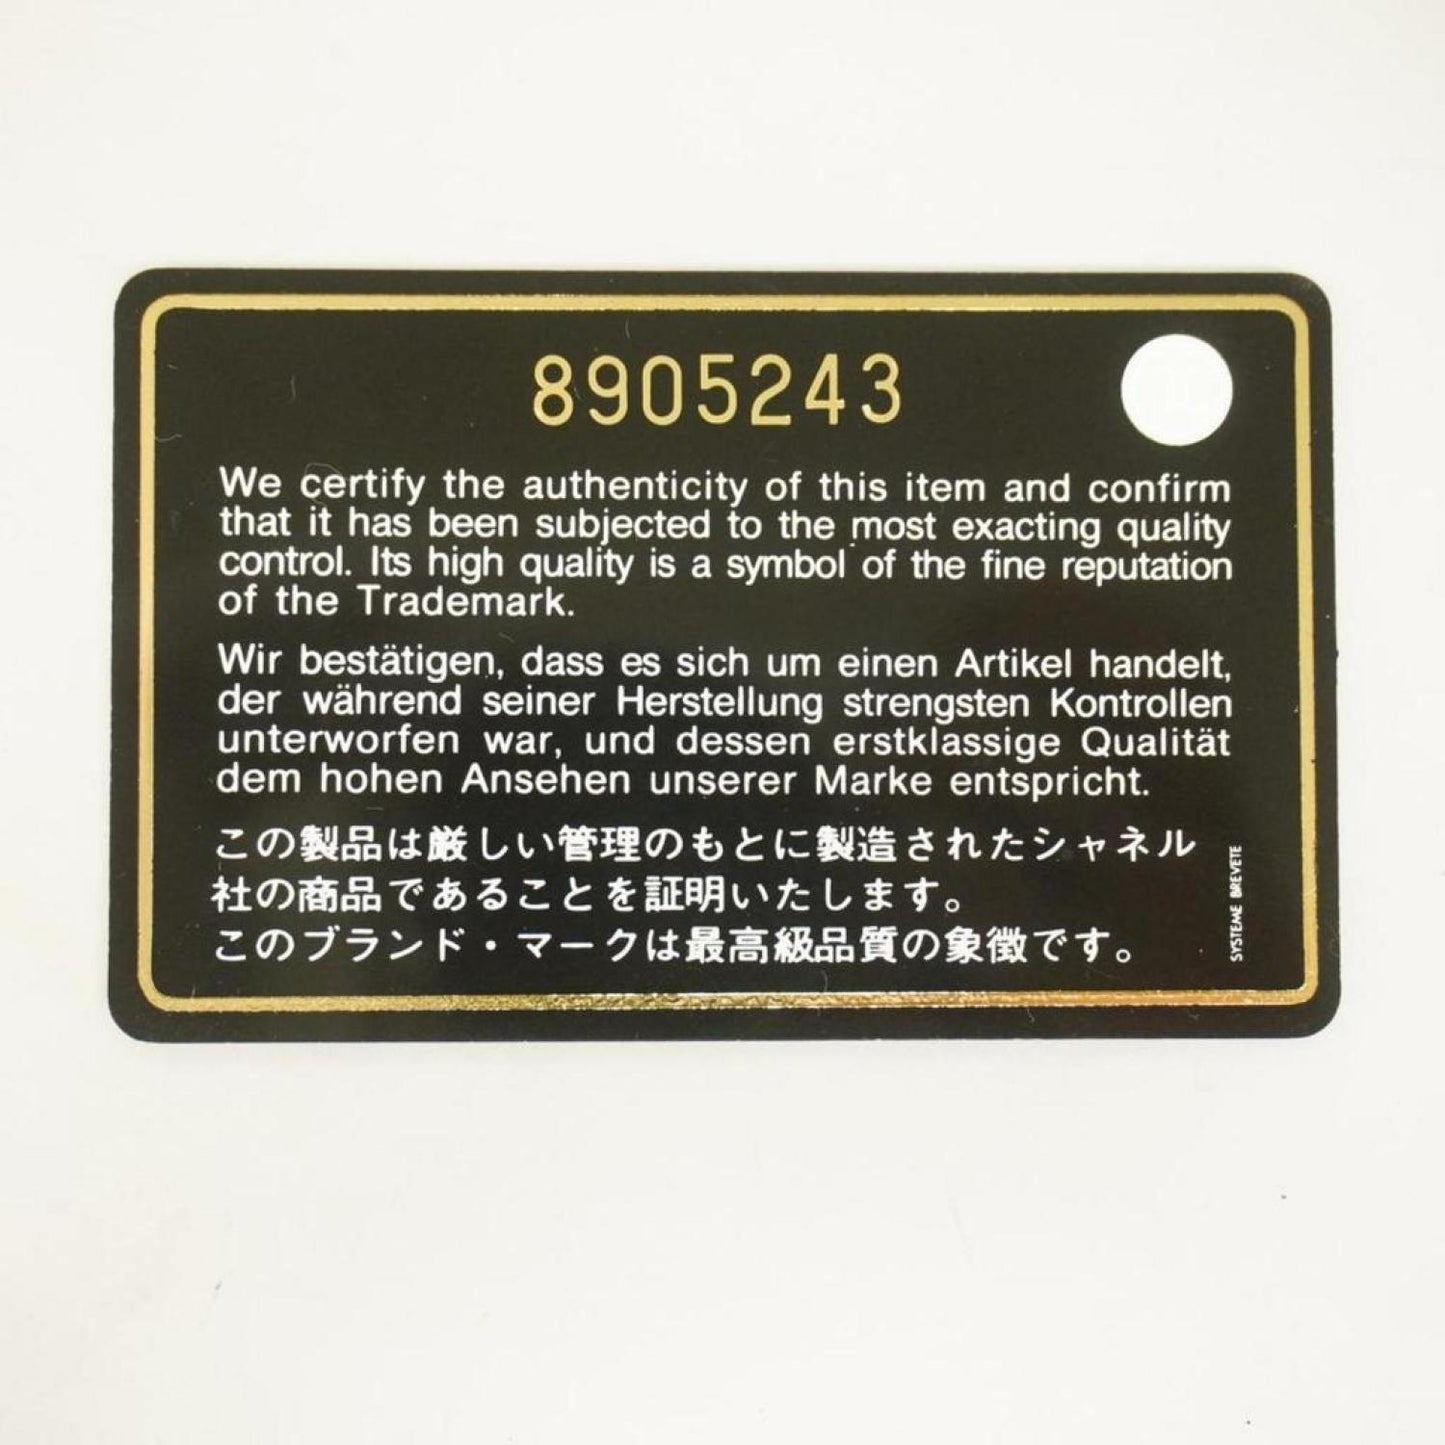 8905243
We certify the authenticity of this item and confirm
that it has been subjected to the most exacting quality
control. Its high quality is a symbol of the fine reputation
of the Trademark.
Wir bestätigen, dass es sich um einen Artikel handelt,
der während seiner Herstellung strengsten Kontrollen
unterworfen war, und dessen erstklassige Qualität
dem hohen Ansehen unserer Marke entspricht.
この製品は厳しい管理のもとに製造されたシャネル
社の商品であることを証明いたします。
このブランド・マークは最高級品質の象徴です。
SYSTEME BREVETE